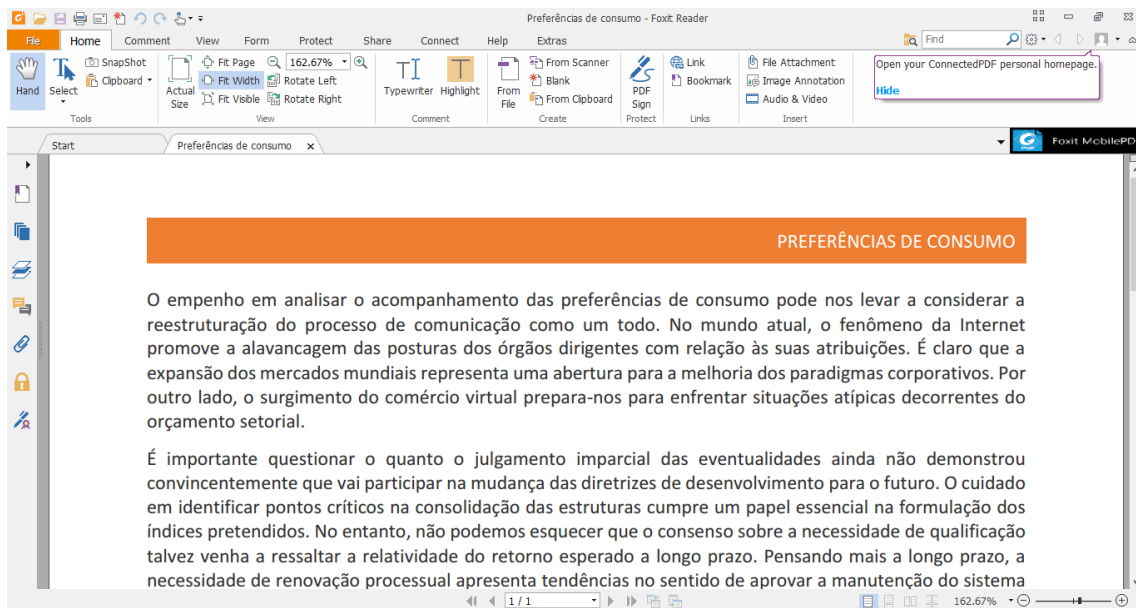 Preferências de consumo - Foxit Reader
File Home Comment View Form Protect Share Connect Help Extras
Find
Hand
Select
SnapShot
Clipboard
Tools
Actual Size
Fit Page
Fit Width
Fit Visible
162.67%
Rotate Left
Rotate Right
View
Typewriter
Highlight
Comment
From File
From Scanner
Blank
From Clipboard
Create
PDF Sign
Protect
Link
Bookmark
Links
File Attachment
Image Annotation
Audio & Video
Insert
Open your ConnectedPDF personal homepage.
Hide
Start
Preferências de consumo x
Foxit MobilePD
PREFERÊNCIAS DE CONSUMO
O empenho em analisar o acompanhamento das preferências de consumo pode nos levar a considerar a
reestruturação do processo de comunicação como um todo. No mundo atual, o fenômeno da Internet
promove a alavancagem das posturas dos órgãos dirigentes com relação às suas atribuições. É claro que a
expansão dos mercados mundiais representa uma abertura para a melhoria dos paradigmas corporativos. Por
outro lado, o surgimento do comércio virtual prepara-nos para enfrentar situações atípicas decorrentes do
orçamento setorial.
É importante questionar o quanto o julgamento imparcial das eventualidades ainda não demonstrou
convincentemente que vai participar na mudança das diretrizes de desenvolvimento para o futuro. O cuidado
em identificar pontos críticos na consolidação das estruturas cumpre um papel essencial na formulação dos
índices pretendidos. No entanto, não podemos esquecer que o consenso sobre a necessidade de qualificação
talvez venha a ressaltar a relatividade do retorno esperado a longo prazo. Pensando mais a longo prazo, a
necessidade de renovação processual apresenta tendências no sentido de aprovar a manutenção do sistema
1 / 1
162.67%